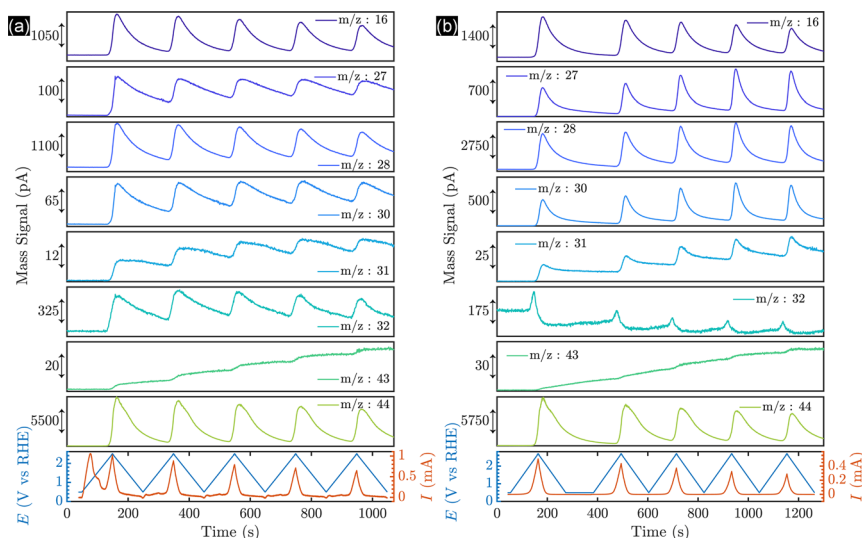 (a)
Mass Signal (pA)
1050
m/z : 16
100
m/z : 27
1100
m/z : 28
65
m/z : 30
12
m/z : 31
325
m/z : 32
20
m/z : 43
5500
m/z : 44
E (V vs RHE)
2
1
0
1
0.5
0
I (mA)
0
200
400
600
800
1000
Time (s)
(b)
Mass Signal (pA)
1400
m/z : 16
700
m/z : 27
2750
m/z : 28
500
m/z : 30
25
m/z : 31
175
m/z : 32
30
m/z : 43
5750
m/z : 44
E (V vs RHE)
2
1
0
0.4
0.2
0
I (mA)
0
200
400
600
800
1000
1200
Time (s)